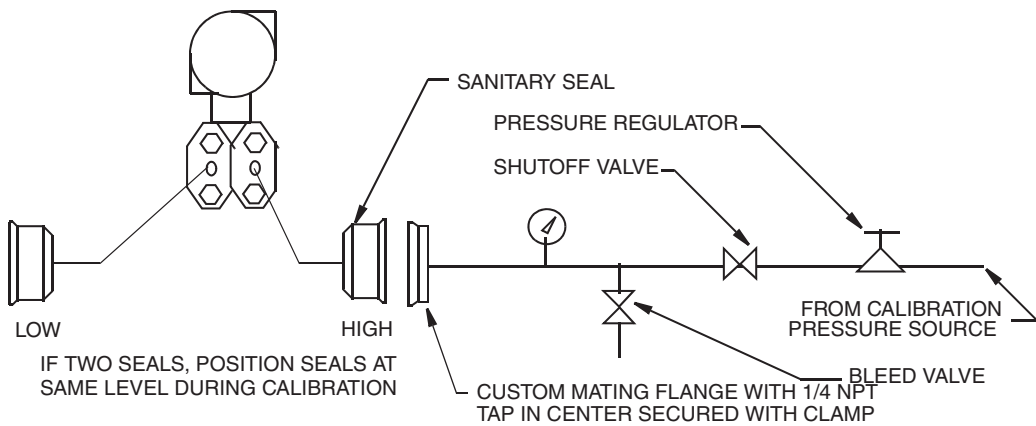 SANITARY SEAL
PRESSURE REGULATOR
SHUTOFF VALVE
LOW
HIGH
FROM CALIBRATION
PRESSURE SOURCE
IF TWO SEALS, POSITION SEALS AT
SAME LEVEL DURING CALIBRATION
BLEED VALVE
CUSTOM MATING FLANGE WITH 1/4 NPT
TAP IN CENTER SECURED WITH CLAMP